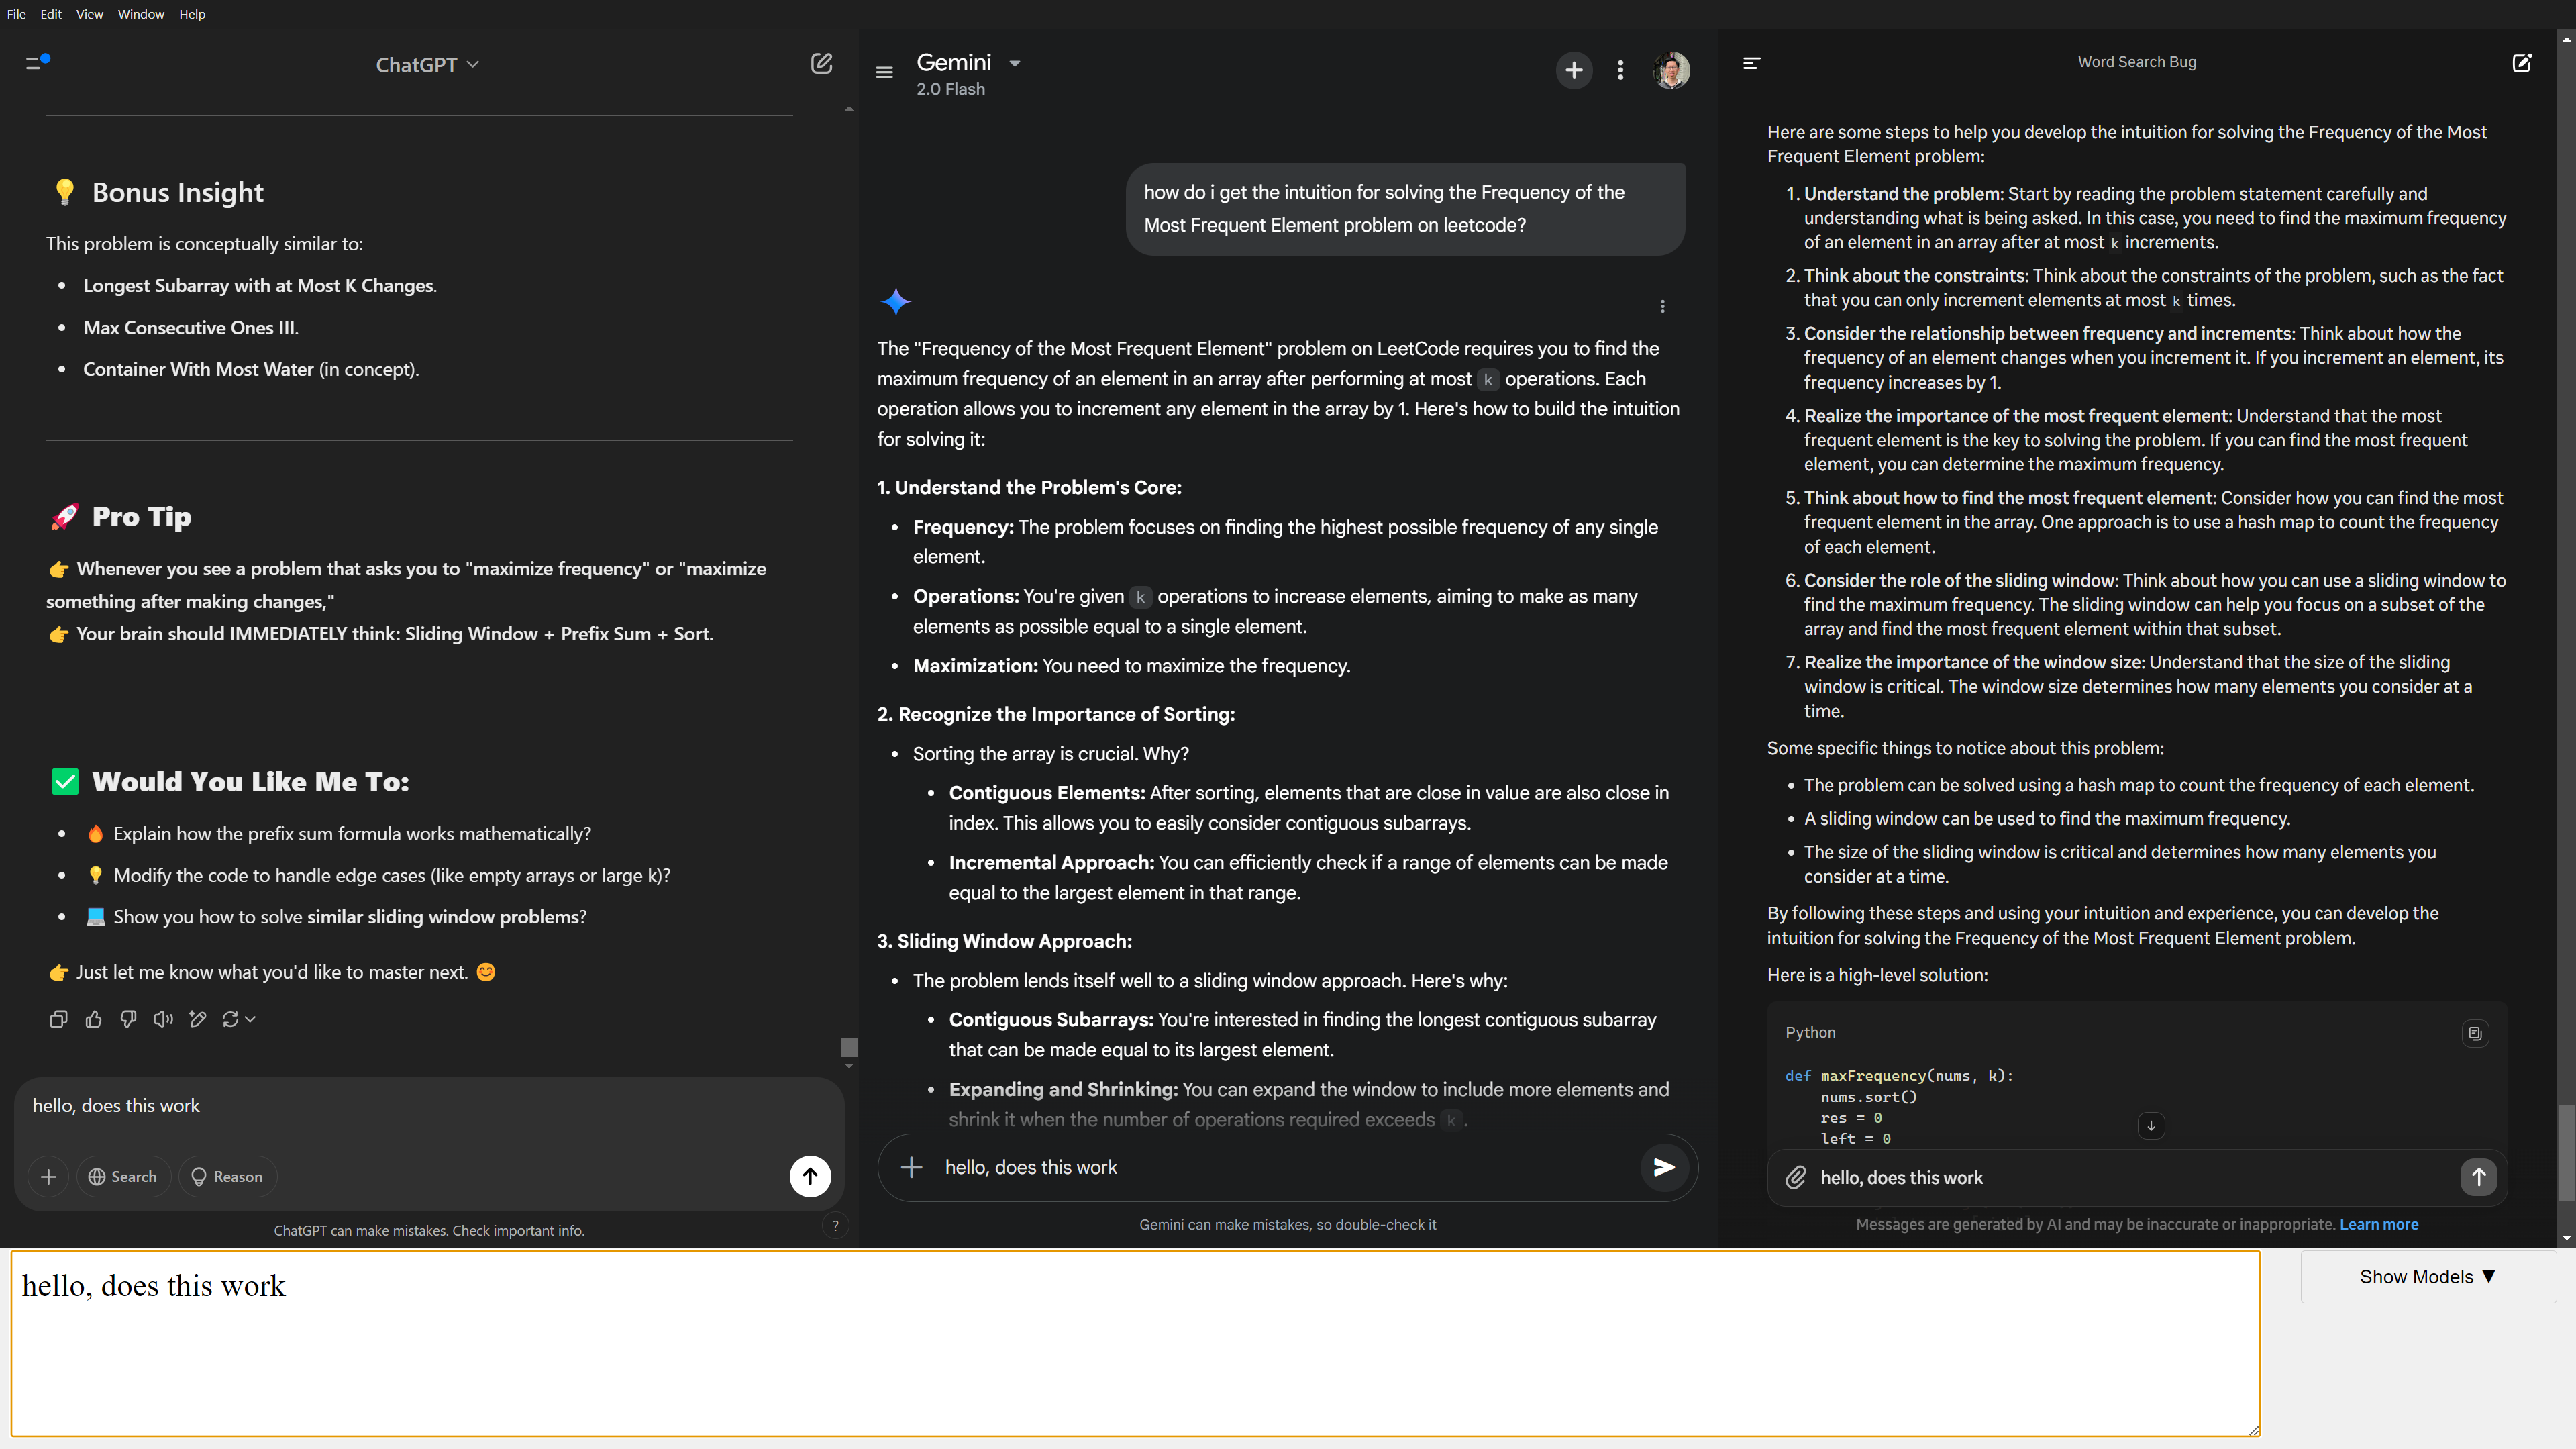 File Edit View Window Help
ChatGPT
💡 Bonus Insight
This problem is conceptually similar to:
• Longest Subarray with at Most K Changes.
• Max Consecutive Ones III.
• Container With Most Water (in concept).
🚀 Pro Tip
👉 Whenever you see a problem that asks you to "maximize frequency" or "maximize
something after making changes,"
👉 Your brain should IMMEDIATELY think: Sliding Window + Prefix Sum + Sort.
✅ Would You Like Me To:
• 🔥 Explain how the prefix sum formula works mathematically?
• 💡 Modify the code to handle edge cases (like empty arrays or large k)?
• 💻 Show you how to solve similar sliding window problems?
👉 Just let me know what you'd like to master next. 😊
hello, does this work
Search Reason
ChatGPT can make mistakes. Check important info.
?
Gemini
2.0 Flash
how do i get the intuition for solving the Frequency of the
Most Frequent Element problem on leetcode?
The "Frequency of the Most Frequent Element" problem on LeetCode requires you to find the
maximum frequency of an element in an array after performing at most k operations. Each
operation allows you to increment any element in the array by 1. Here's how to build the intuition
for solving it:
1. Understand the Problem's Core:
• Frequency: The problem focuses on finding the highest possible frequency of any single
element.
• Operations: You're given k operations to increase elements, aiming to make as many
elements as possible equal to a single element.
• Maximization: You need to maximize the frequency.
2. Recognize the Importance of Sorting:
• Sorting the array is crucial. Why?
• Contiguous Elements: After sorting, elements that are close in value are also close in
index. This allows you to easily consider contiguous subarrays.
• Incremental Approach: You can efficiently check if a range of elements can be made
equal to the largest element in that range.
3. Sliding Window Approach:
• The problem lends itself well to a sliding window approach. Here's why:
• Contiguous Subarrays: You're interested in finding the longest contiguous subarray
that can be made equal to its largest element.
• Expanding and Shrinking: You can expand the window to include more elements and
shrink it when the number of operations required exceeds k .
hello, does this work
Gemini can make mistakes, so double-check it
Word Search Bug
Here are some steps to help you develop the intuition for solving the Frequency of the Most
Frequent Element problem:
1. Understand the problem: Start by reading the problem statement carefully and
understanding what is being asked. In this case, you need to find the maximum frequency
of an element in an array after at most k increments.
2. Think about the constraints: Think about the constraints of the problem, such as the fact
that you can only increment elements at most k times.
3. Consider the relationship between frequency and increments: Think about how the
frequency of an element changes when you increment it. If you increment an element, its
frequency increases by 1.
4. Realize the importance of the most frequent element: Understand that the most
frequent element is the key to solving the problem. If you can find the most frequent
element, you can determine the maximum frequency.
5. Think about how to find the most frequent element: Consider how you can find the most
frequent element in the array. One approach is to use a hash map to count the frequency
of each element.
6. Consider the role of the sliding window: Think about how you can use a sliding window to
find the maximum frequency. The sliding window can help you focus on a subset of the
array and find the most frequent element within that subset.
7. Realize the importance of the window size: Understand that the size of the sliding
window is critical. The window size determines how many elements you consider at a
time.
Some specific things to notice about this problem:
• The problem can be solved using a hash map to count the frequency of each element.
• A sliding window can be used to find the maximum frequency.
• The size of the sliding window is critical and determines how many elements you
consider at a time.
By following these steps and using your intuition and experience, you can develop the
intuition for solving the Frequency of the Most Frequent Element problem.
Here is a high-level solution:
Python
def maxFrequency(nums, k):
nums.sort()
res = 0
left = 0
hello, does this work
Messages are generated by AI and may be inaccurate or inappropriate. Learn more
hello, does this work
Show Models ▼